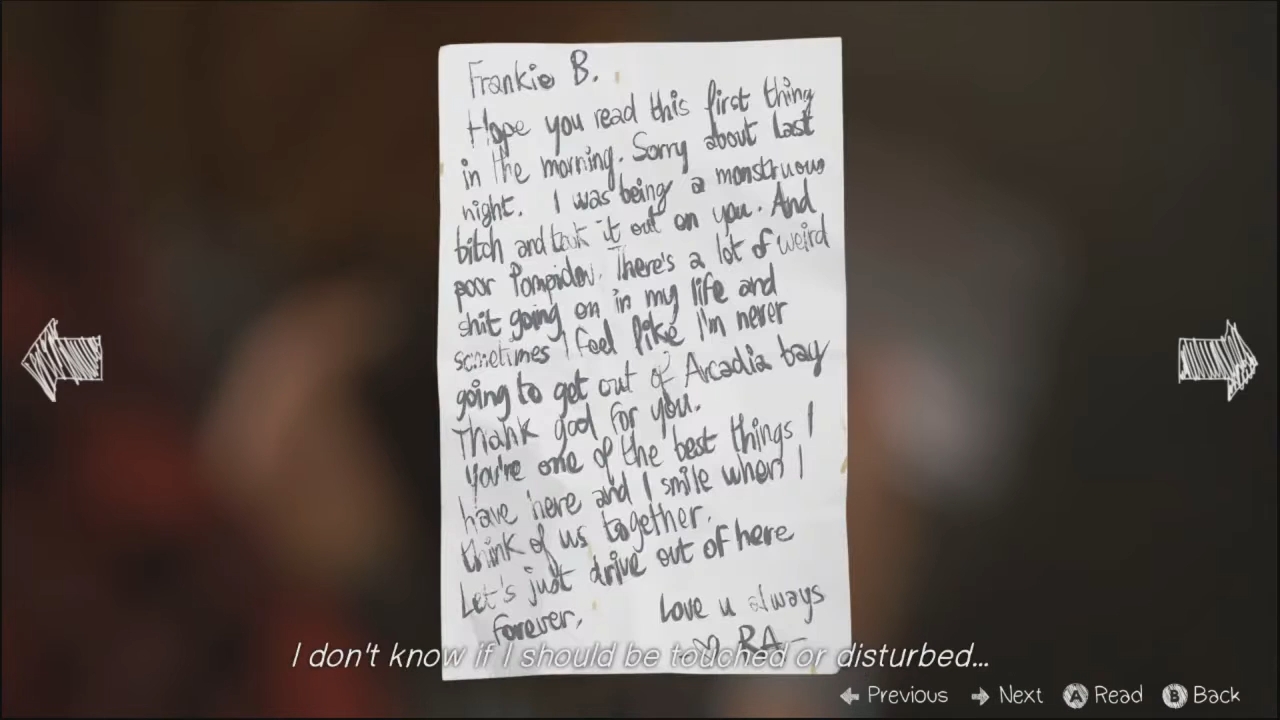 Frankie B.
Hope you read this first thing
in the morning. Sorry about last
night. I was being a monstruous
bitch and took it out on you. And
poor Pompidou. There's a lot of weird
shit going on in my life and
sometimes I feel like I'm never
going to get out of Arcadia bay
Thank god for you.
You're one of the best things I
have here and I smile when I
think of us together.
Let's just drive out of here
forever.
Love u always
-♡ RA-
I don't know if I should be touched or disturbed...
Previous Next A Read B Back